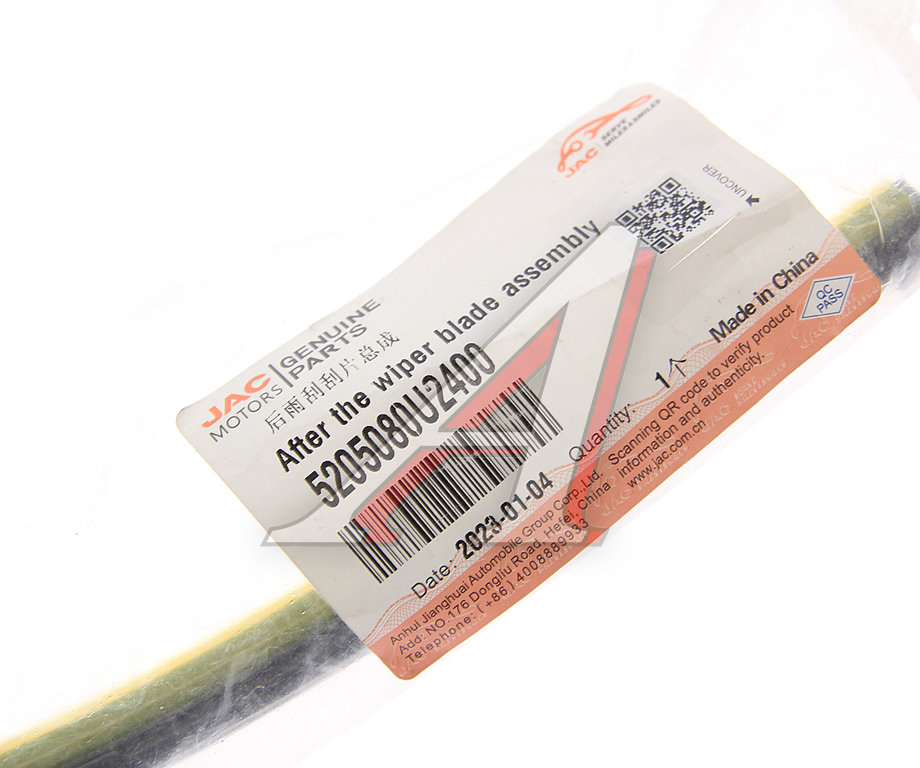 JAC
SERVE
MILES&SMILES
UNCOVER
JAC
MOTORS
GENUINE
PARTS
后雨刮刮片总成
After the wiper blade assembly
5205080U2400
Date: 2023-01-04
Quantity: 1个
Made in China
QC
PASS
Anhui Jianghuai Automobile Group Corp.,Ltd.
Add: NO.176 Dongliu Road, Hefei, China
Telephone: (+86) 4008889933
Scanning QR code to verify product
information and authenticity.
www.jac.com.cn